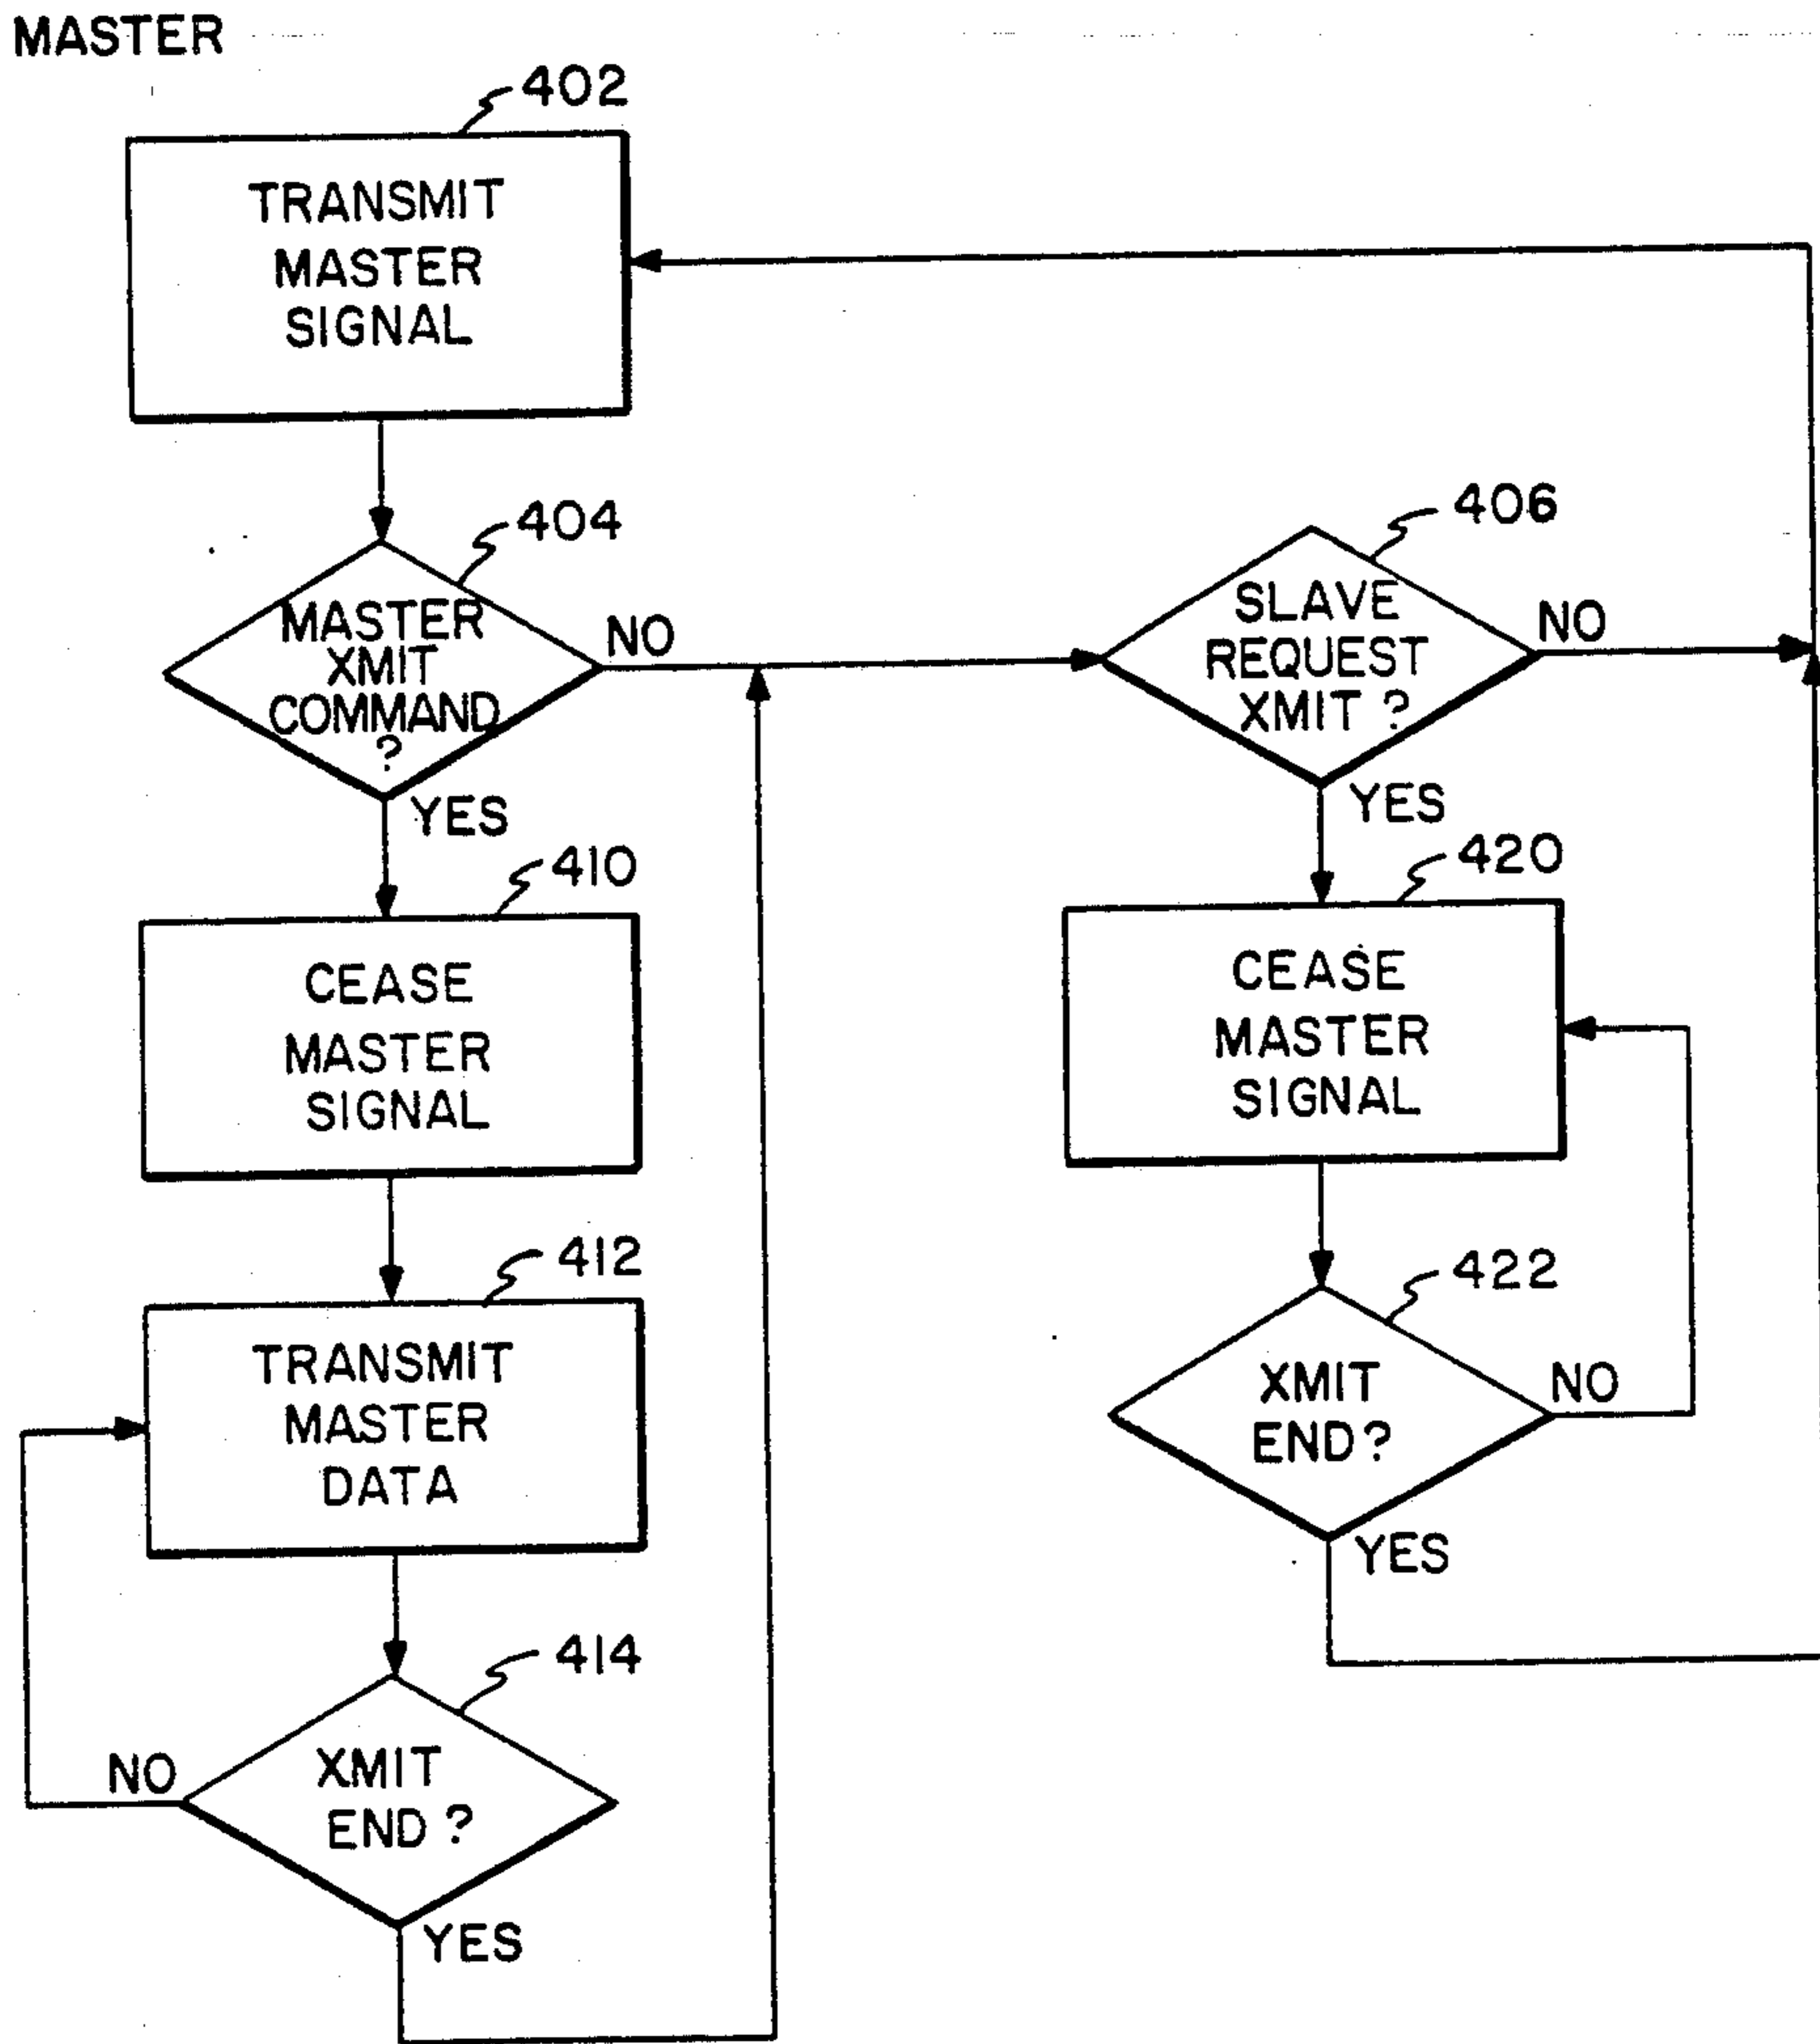 MASTER
402
TRANSMIT
MASTER
SIGNAL
404
MASTER
XMIT
COMMAND
?
NO
YES
406
SLAVE
REQUEST
XMIT ?
NO
YES
410
CEASE
MASTER
SIGNAL
420
CEASE
MASTER
SIGNAL
412
TRANSMIT
MASTER
DATA
422
XMIT
END?
NO
YES
414
XMIT
END ?
NO
YES